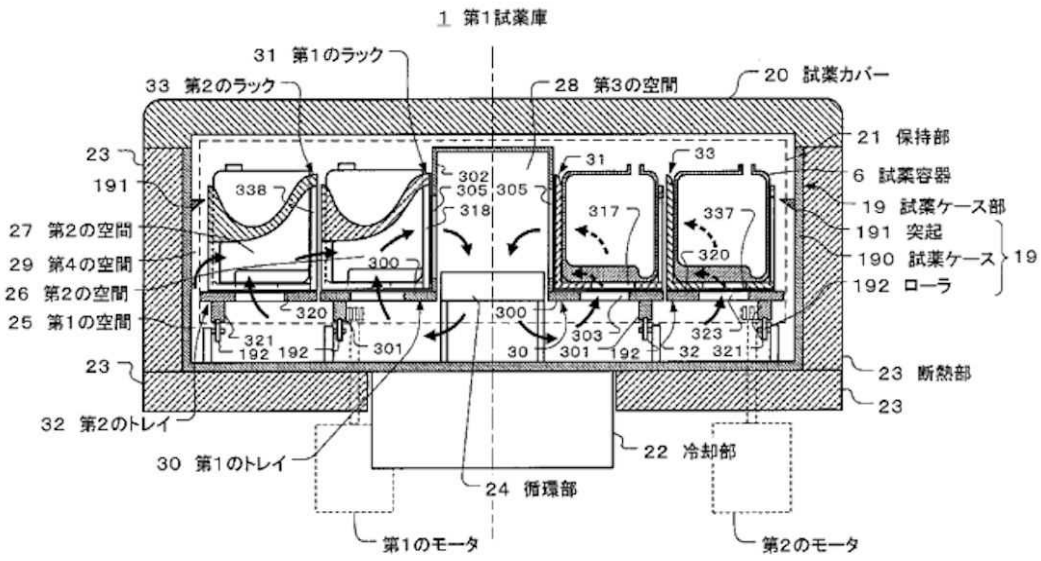 1 第1試薬庫
31 第1のラック
33 第2のラック
28 第3の空間
20 試薬カバー
23
21 保持部
191
302
31
33
6 試薬容器
338
305
305
19 試薬ケース部
27 第2の空間
318
317
337
191 突起
29 第4の空間
300
320
190 試薬ケース
19
26 第2の空間
192 ローラ
25 第1の空間
320
300
303
323
321
192
192
301
30
301
192
32
321
23
23 断熱部
23
32 第2のトレイ
30 第1のトレイ
22 冷却部
24 循環部
第1のモータ
第2のモータ